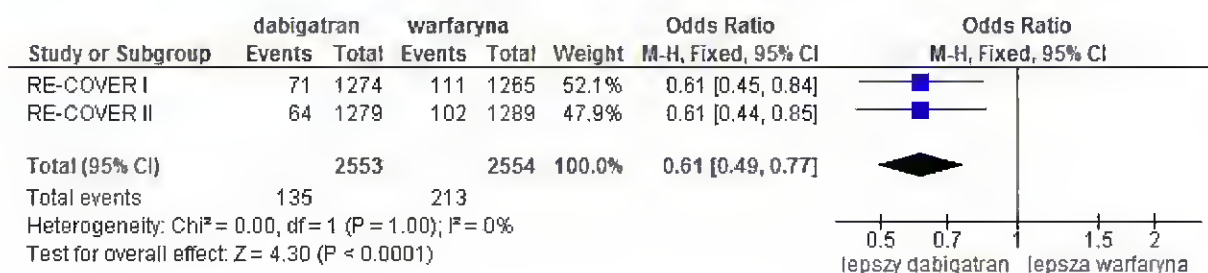 dabigatran warfaryna Odds Ratio Odds Ratio
Study or Subgroup Events Total Events Total Weight M-H, Fixed, 95% CI M-H, Fixed, 95% CI
RE-COVER I 71 1274 111 1265 52.1% 0.61 [0.45, 0.84]
RE-COVER II 64 1279 102 1289 47.9% 0.61 [0.44, 0.85]
Total (95% CI) 2553 2554 100.0% 0.61 [0.49, 0.77]
Total events 135 213
Heterogeneity: Chi² = 0.00, df = 1 (P = 1.00); I² = 0%
Test for overall effect: Z = 4.30 (P < 0.0001)
0.5 0.7 1 1.5 2
lepszy dabigatran lepsza warfaryna